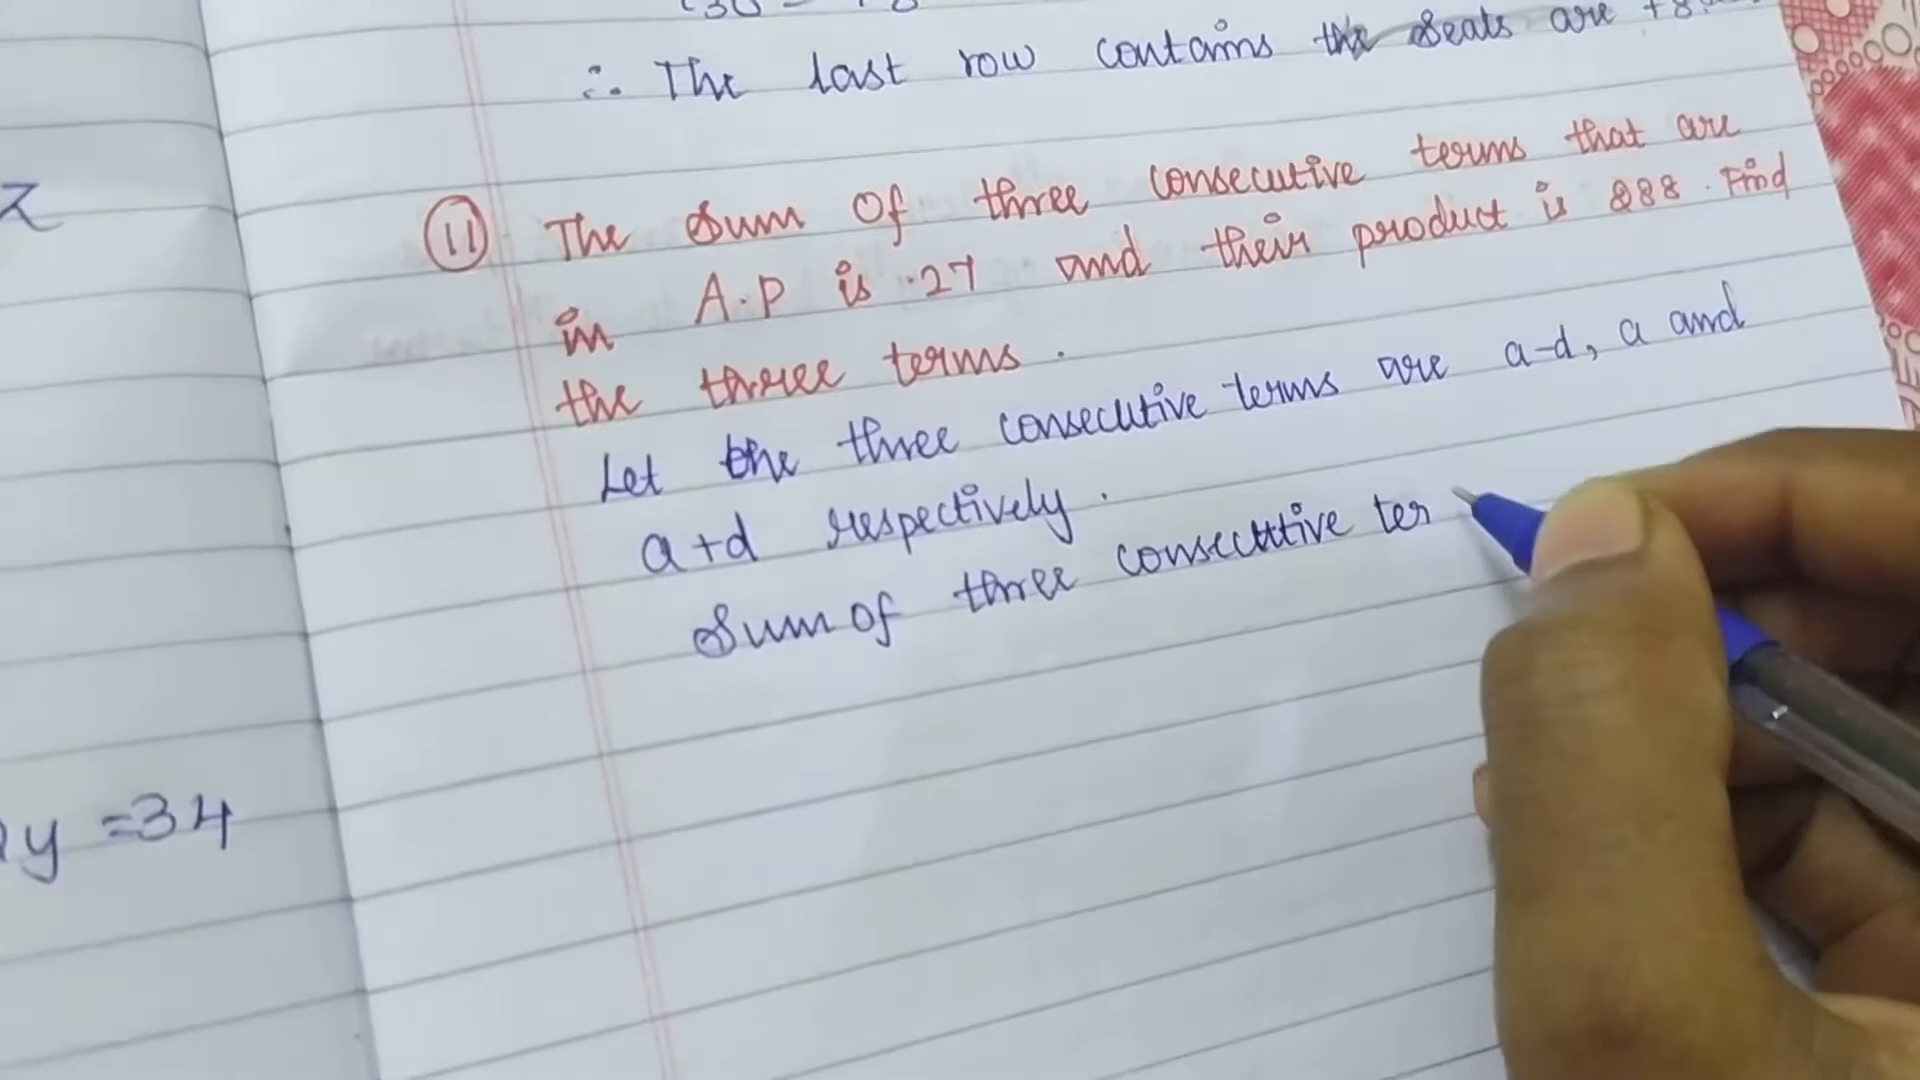 ∴ The last row contains the seats are
⑪ The Sum of three consecutive terms that are
in A.P is 27 and their product is 288. Find
the three terms.
Let the three consecutive terms are a-d, a and
a+d respectively.
Sum of three consecutive ter
y =34